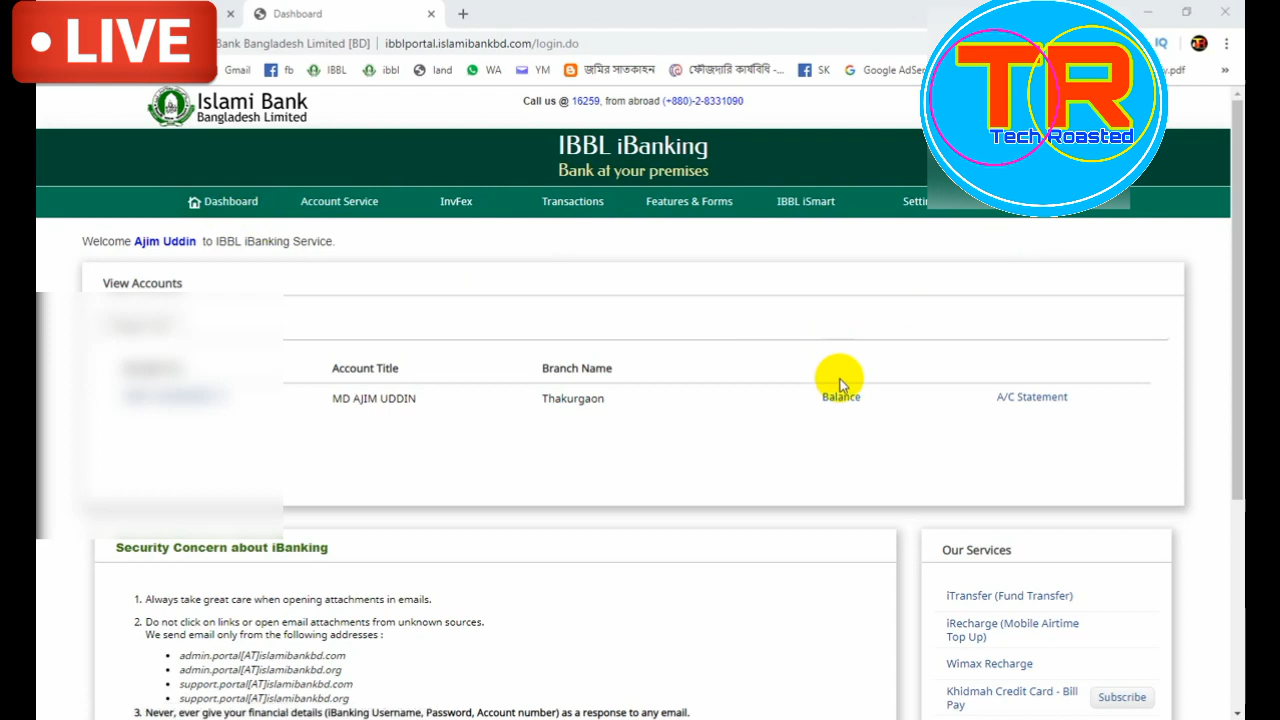 LIVE
Dashboard
Bank Bangladesh Limited [BD] ibblportal.islamibankbd.com/login.do
IQ
Gmail fb IBBL ibbl land WA YM জমির সাতকাহন ফৌজদারি কার্যবিধি -... SK Google AdSen .pdf »
TR
Tech Roasted
Islami Bank
Bangladesh Limited
Call us @ 16259, from abroad (+880)-2-8331090
IBBL iBanking
Bank at your premises
Dashboard Account Service InvFex Transactions Features & Forms IBBL iSmart Setti
Welcome Ajim Uddin to IBBL iBanking Service.
View Accounts
Account Title Branch Name
MD AJIM UDDIN Thakurgaon Balance A/C Statement
Security Concern about iBanking
1. Always take great care when opening attachments in emails.
2. Do not click on links or open email attachments from unknown sources.
We send email only from the following addresses :
• admin.portal[AT]islamibankbd.com
• admin.portal[AT]islamibankbd.org
• support.portal[AT]islamibankbd.com
• support.portal[AT]islamibankbd.org
3. Never, ever give your financial details (iBanking Username, Password, Account number) as a response to any email.
Our Services
iTransfer (Fund Transfer)
iRecharge (Mobile Airtime
Top Up)
Wimax Recharge
Khidmah Credit Card - Bill
Pay
Subscribe